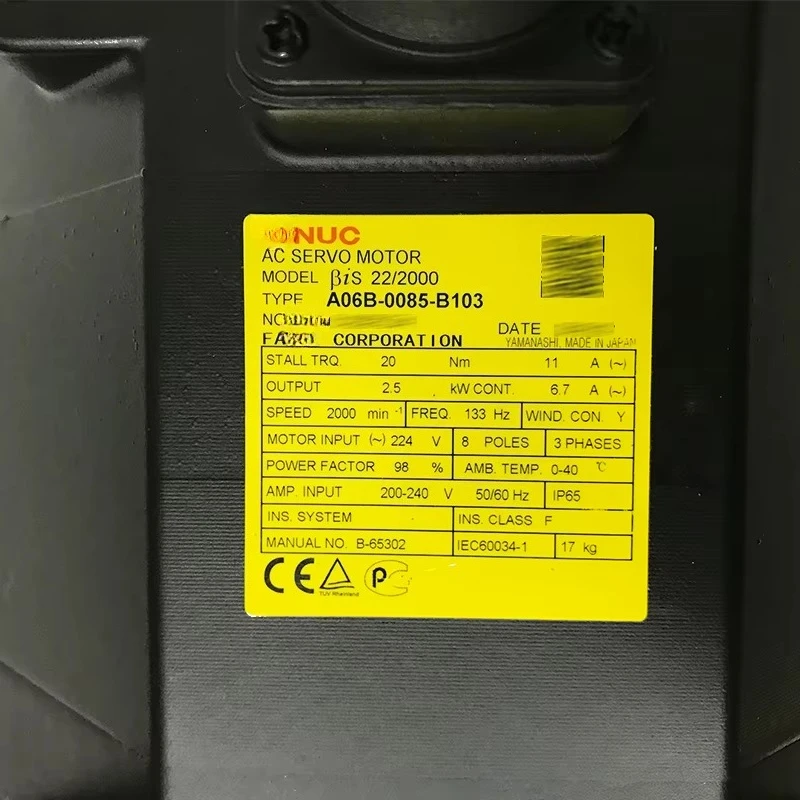 NUC
AC SERVO MOTOR
MODEL βiS 22/2000
TYPE A06B-0085-B103
NO.
DATE
CORPORATION YAMANASHI, MADE IN JAPAN
STALL TRQ. 20 Nm 11 A (~)
OUTPUT 2.5 kW CONT. 6.7 A (~)
SPEED 2000 min -1 FREQ. 133 Hz WIND. CON. Y
MOTOR INPUT (~) 224 V 8 POLES 3 PHASES
POWER FACTOR 98 % AMB. TEMP. 0-40 ℃
AMP. INPUT 200-240 V 50/60 Hz IP65
INS. SYSTEM INS. CLASS F
MANUAL NO. B-65302 IEC60034-1 17 kg
CE TÜV Rheinland P